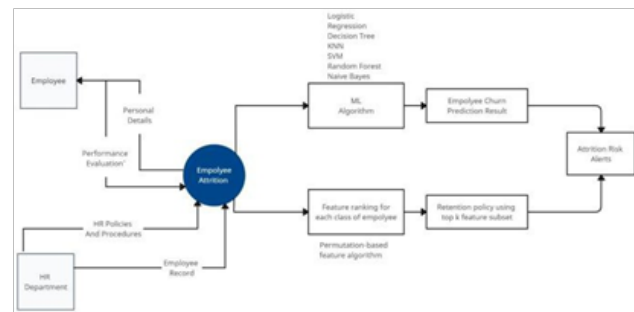 Logistic
Regression
Decision Tree
KNN
SVM
Random Forest
Naive Bayes
Employee
Personal
Details
ML
Algorithm
Empolyee Churn
Prediction Result
Performance
Evaluation'
Empolyee
Attrition
Attrition Risk
Alerts
Feature ranking for
each class of empolyee
Retention policy using
top k feature subset
HR Policies
And Procedures
Permutation-based
feature algorithm
Employee
Record
HR
Department